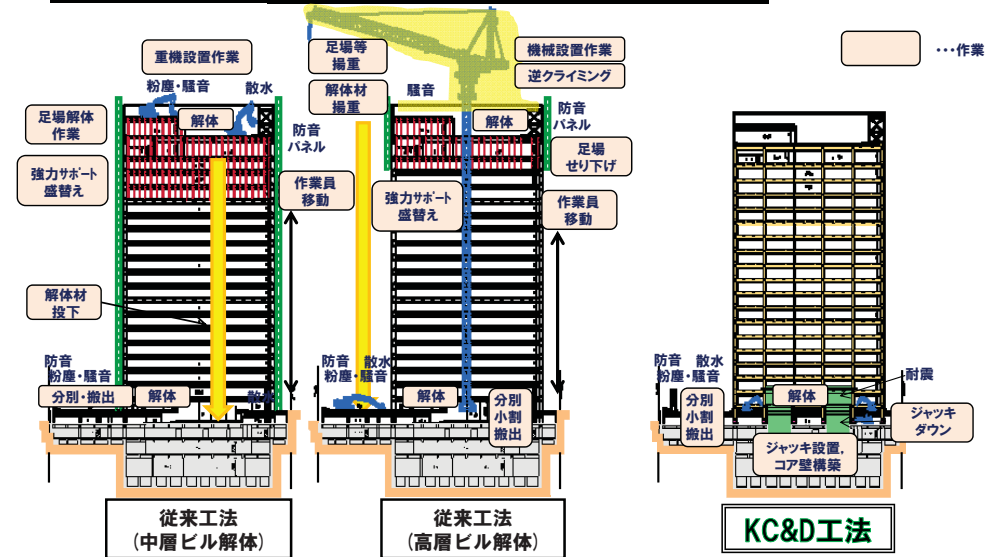 ･･･作業
重機設置作業
粉塵・騒音
散水
足場解体
作業
解体
防音
パネル
強力サポート
盛替え
作業員
移動
解体材
投下
防音
粉塵・騒音
分別・搬出
解体
散水
従来工法
(中層ビル解体)
足場等
揚重
機械設置作業
逆クライミング
解体材
揚重
騒音
解体
防音
パネル
足場
せり下げ
強力サポート
盛替え
作業員
移動
防音
散水
粉塵・騒音
解体
分別
小割
搬出
従来工法
(高層ビル解体)
防音
散水
粉塵・騒音
分別
小割
搬出
解体
耐震
ジャッキ
ダウン
ジャッキ設置,
コア壁構築
KC&D工法